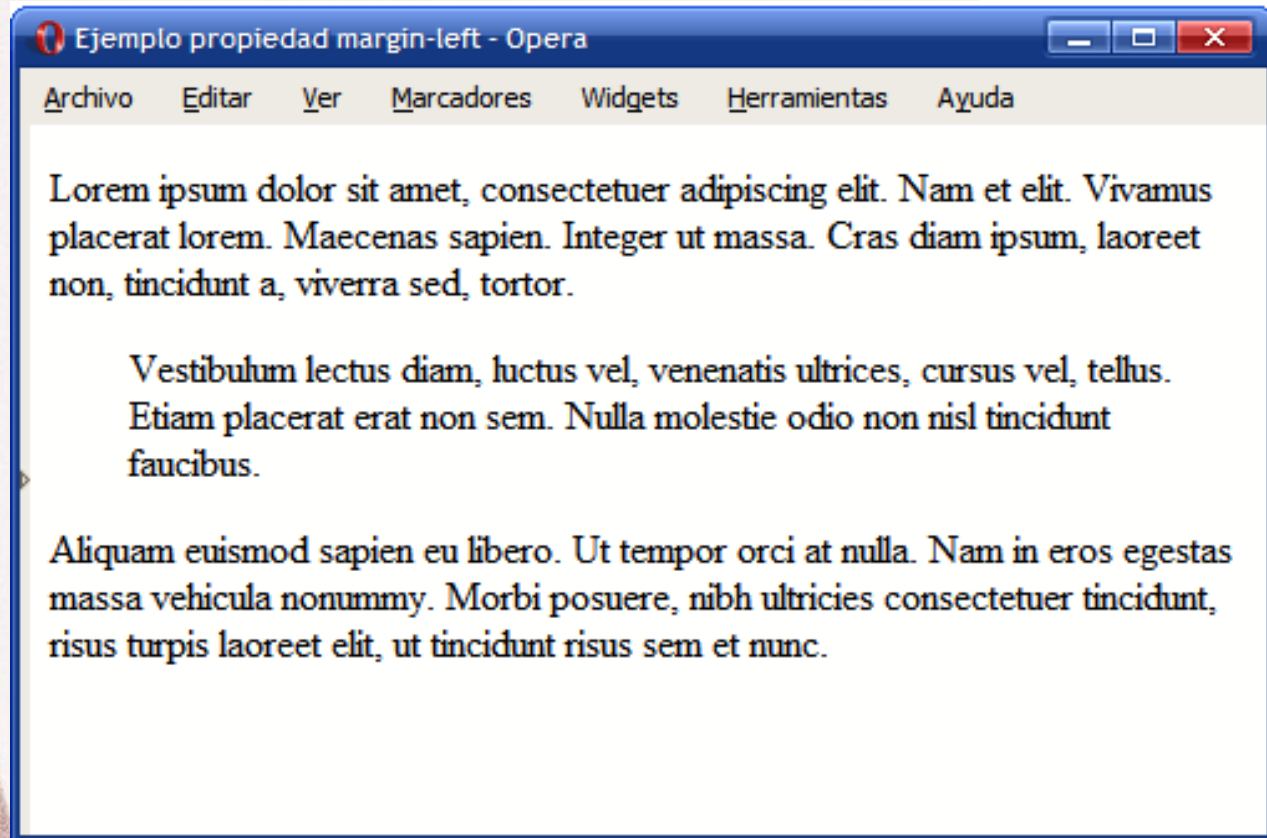 Ejemplo propiedad margin-left - Opera
Archivo Editar Ver Marcadores Widgets Herramientas Ayuda
Lorem ipsum dolor sit amet, consectetuer adipiscing elit. Nam et elit. Vivamus
placerat lorem. Maecenas sapien. Integer ut massa. Cras diam ipsum, laoreet
non, tincidunt a, viverra sed, tortor.
Vestibulum lectus diam, luctus vel, venenatis ultrices, cursus vel, tellus.
Etiam placerat erat non sem. Nulla molestie odio non nisl tincidunt
faucibus.
Aliquam euismod sapien eu libero. Ut tempor orci at nulla. Nam in eros egestas
massa vehicula nonummy. Morbi posuere, nibh ultricies consectetuer tincidunt,
risus turpis laoreet elit, ut tincidunt risus sem et nunc.